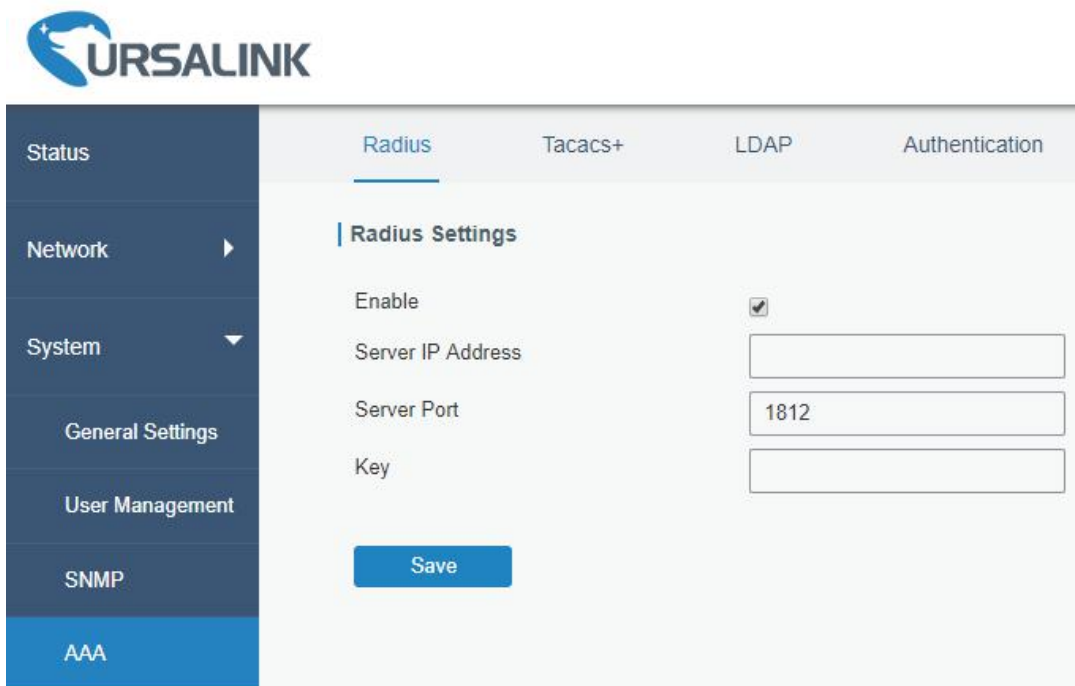 URSALINK
Status
Network
System
General Settings
User Management
SNMP
AAA
Radius Tacacs+ LDAP Authentication
Radius Settings
Enable
Server IP Address
Server Port 1812
Key
Save